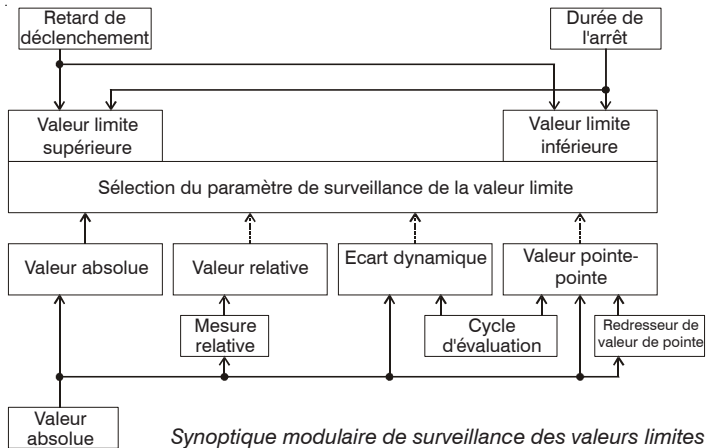 Retard de
déclenchement
Durée de
l'arrêt
Valeur limite
supérieure
Valeur limite
inférieure
Sélection du paramètre de surveillance de la valeur limite
Valeur absolue
Valeur relative
Ecart dynamique
Valeur pointe-
pointe
Mesure
relative
Cycle
d'évaluation
Redresseur de
valeur de pointe
Valeur
absolue
Synoptique modulaire de surveillance des valeurs limites